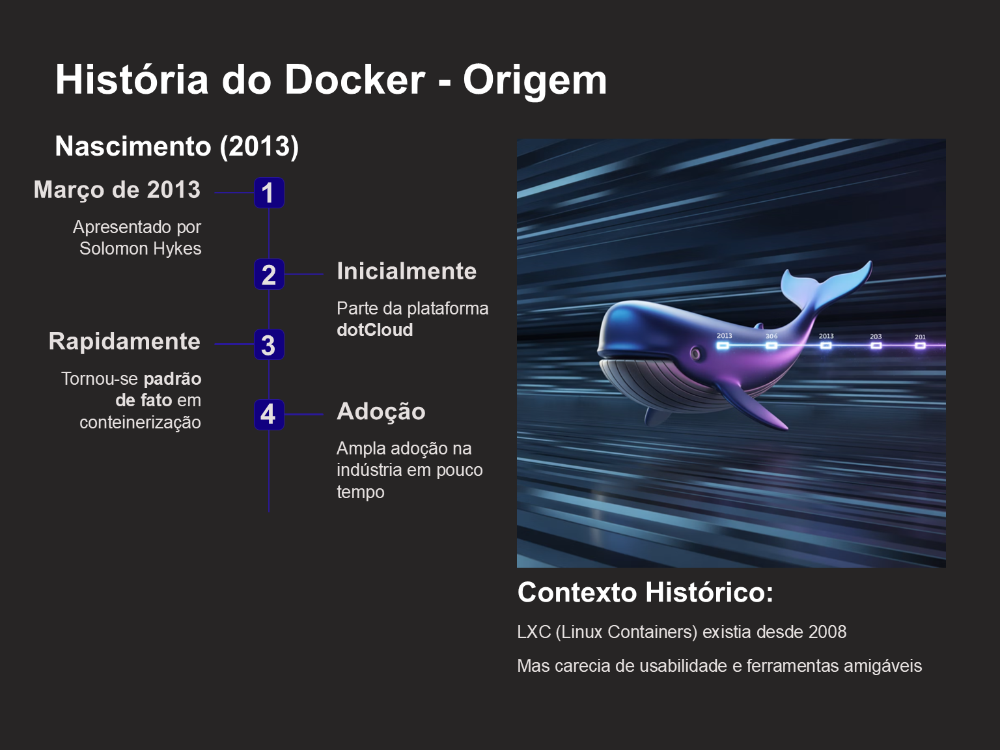 História do Docker - Origem
Nascimento (2013)
Março de 2013
1
Apresentado por
Solomon Hykes
2
Inicialmente
Parte da plataforma
dotCloud
Rapidamente
3
Tornou-se padrão
de fato em
conteinerização
4
Adoção
Ampla adoção na
indústria em pouco
tempo
2013 306 2013 203 201
Contexto Histórico:
LXC (Linux Containers) existia desde 2008
Mas carecia de usabilidade e ferramentas amigáveis